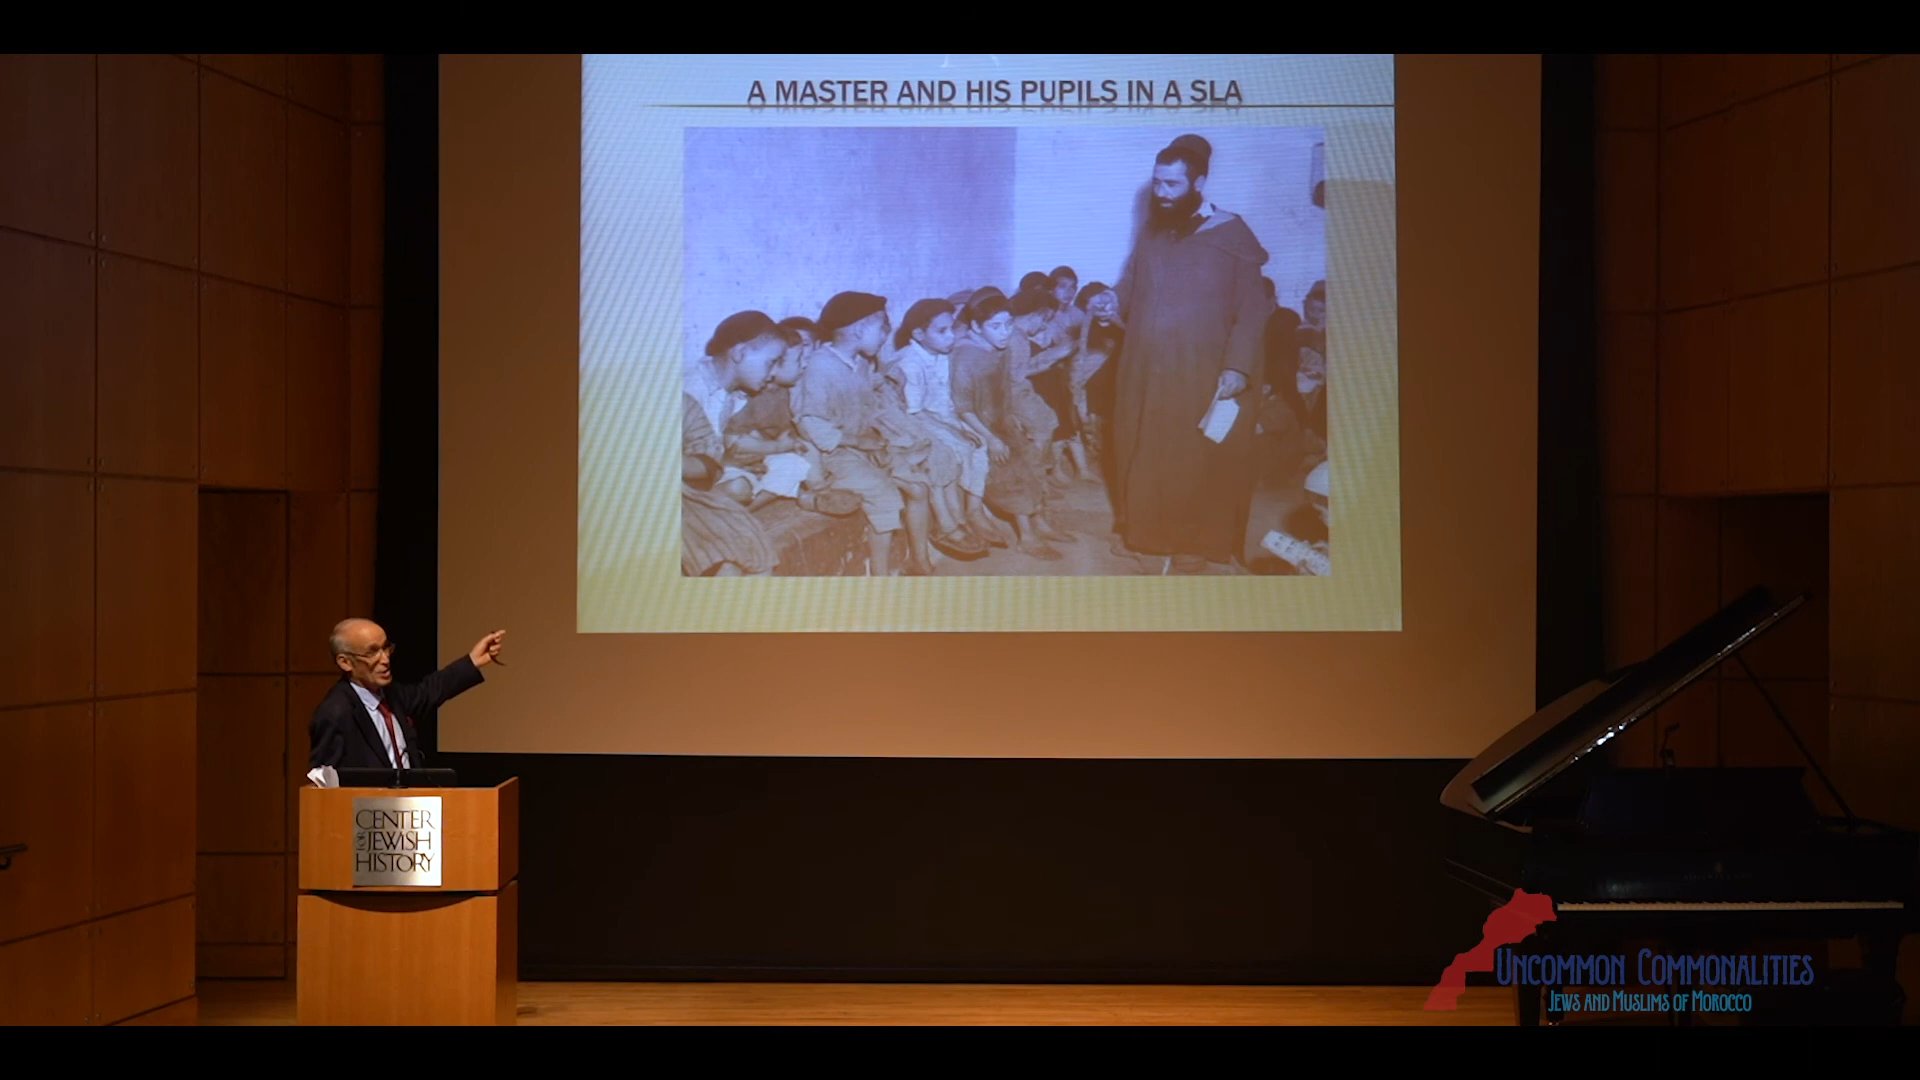 A MASTER AND HIS PUPILS IN A SLA
CENTER
FOR JEWISH
HISTORY
UNCOMMON COMMONALITIES
JEWS AND MUSLIMS OF MOROCCO